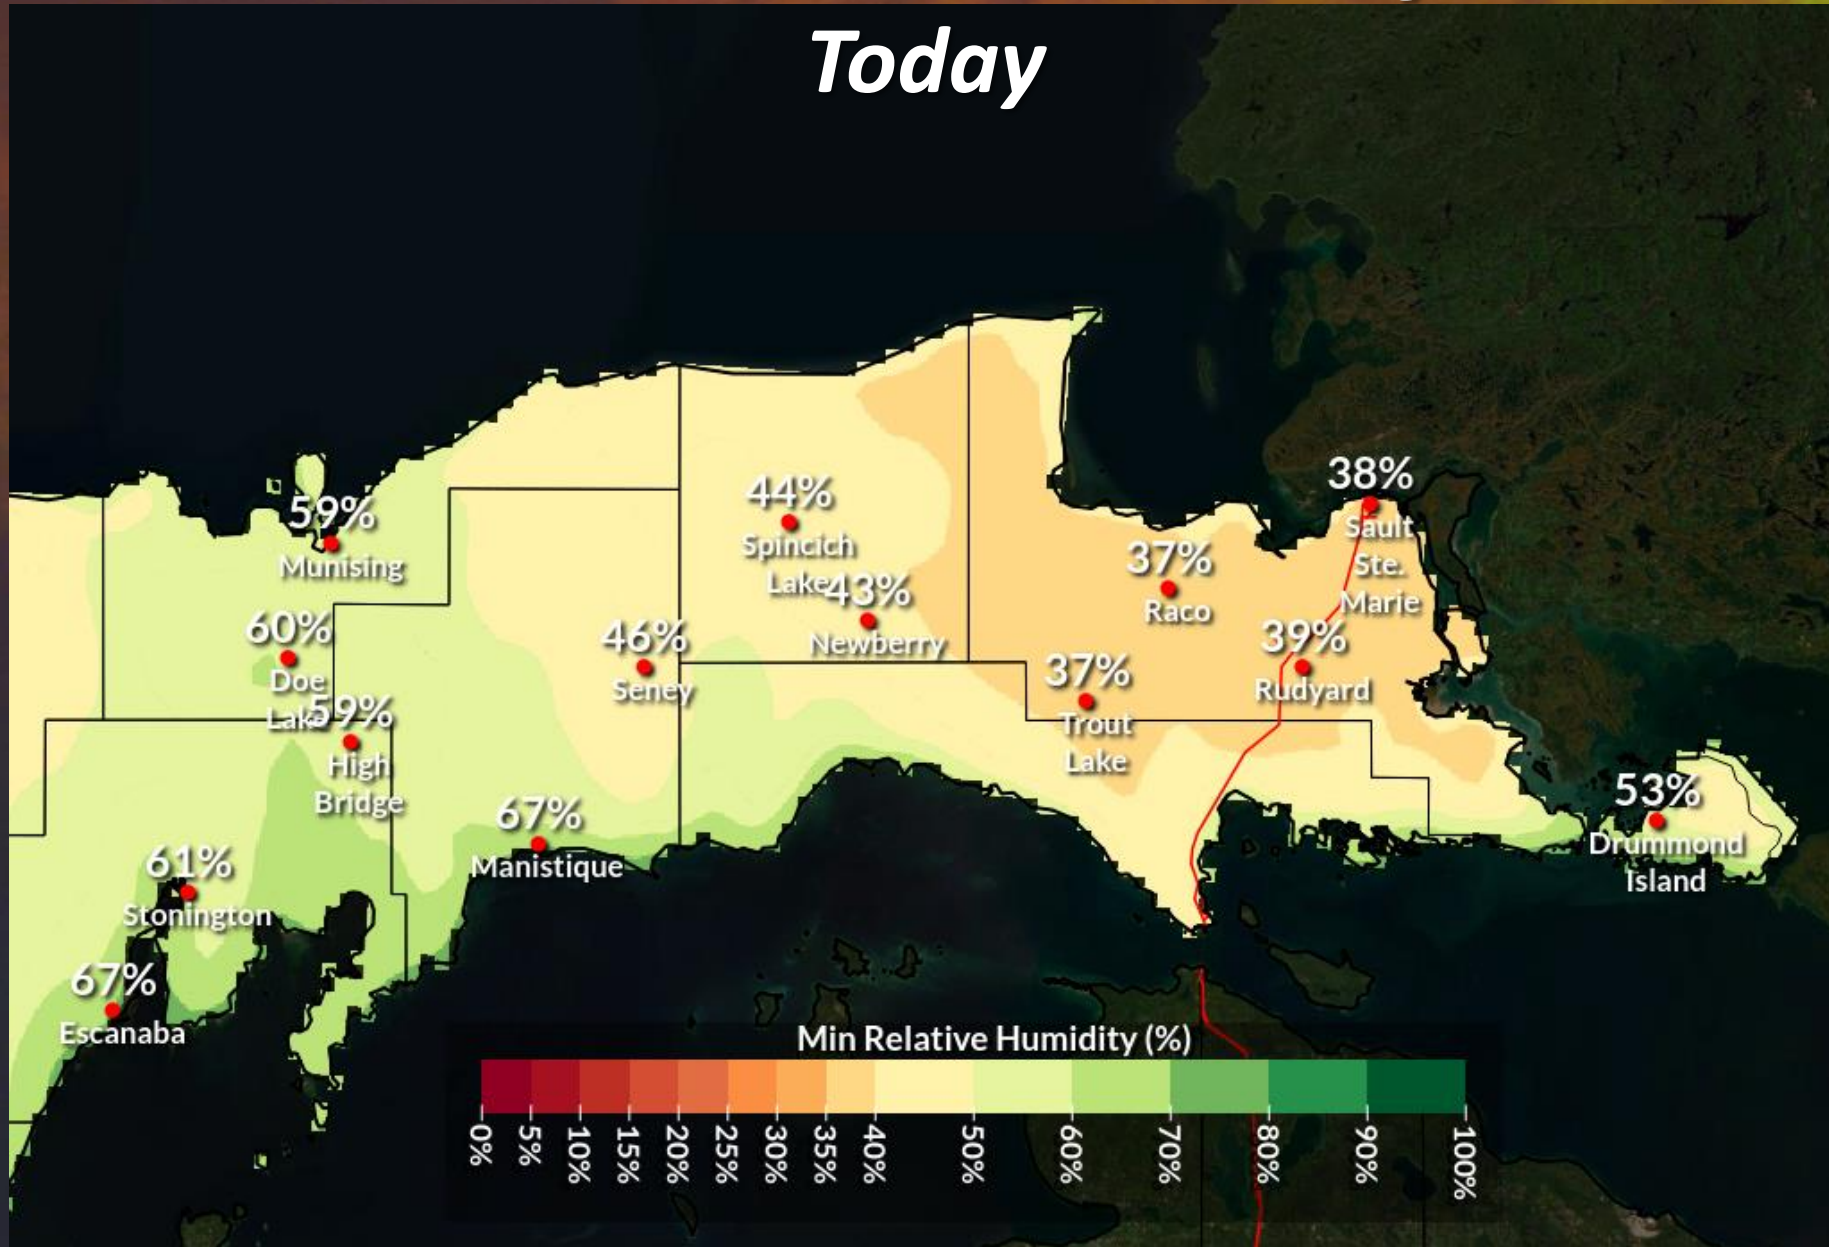 Today
38%
Sault
Ste.
Marie
44%
Spincich
Lake
59%
Munising
37%
Raco
43%
Newberry
60%
Doe
Lake
46%
Seney
39%
Rudyard
37%
Trout
Lake
59%
High
Bridge
53%
Drummond
Island
67%
Manistique
61%
Stonington
67%
Escanaba
Min Relative Humidity (%)
0% 5% 10% 15% 20% 25% 30% 35% 40% 50% 60% 70% 80% 90% 100%